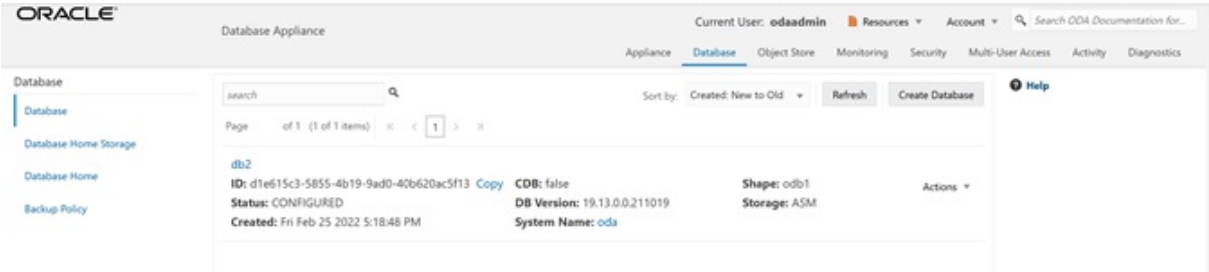 ORACLE
Database Appliance
Current User: odaadmin Resources Account Search ODA Documentation for...
Appliance Database Object Store Monitoring Security Multi-User Access Activity Diagnostics
Database
Database
Database Home Storage
Database Home
Backup Policy
search
Sort by: Created: New to Old Refresh Create Database
Page of 1 (1 of 1 items) K < 1 > X
db2
ID: d1e615c3-5855-4b19-9ad0-40b620ac5f13 Copy CDB: false Shape: odb1 Actions
Status: CONFIGURED DB Version: 19.13.0.0.211019 Storage: ASM
Created: Fri Feb 25 2022 5:18:48 PM System Name: oda
Help